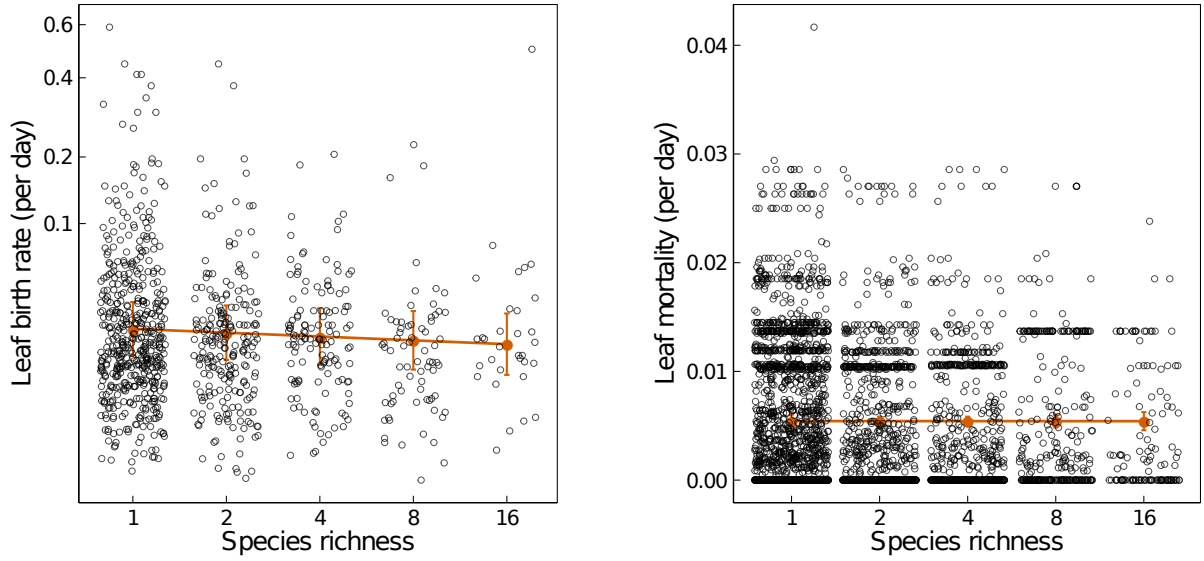 Leaf birth rate (per day)
0.6
0.4
0.2
0.1
1 2 4 8 16
Species richness
Leaf mortality (per day)
0.04
0.03
0.02
0.01
0.00
1 2 4 8 16
Species richness